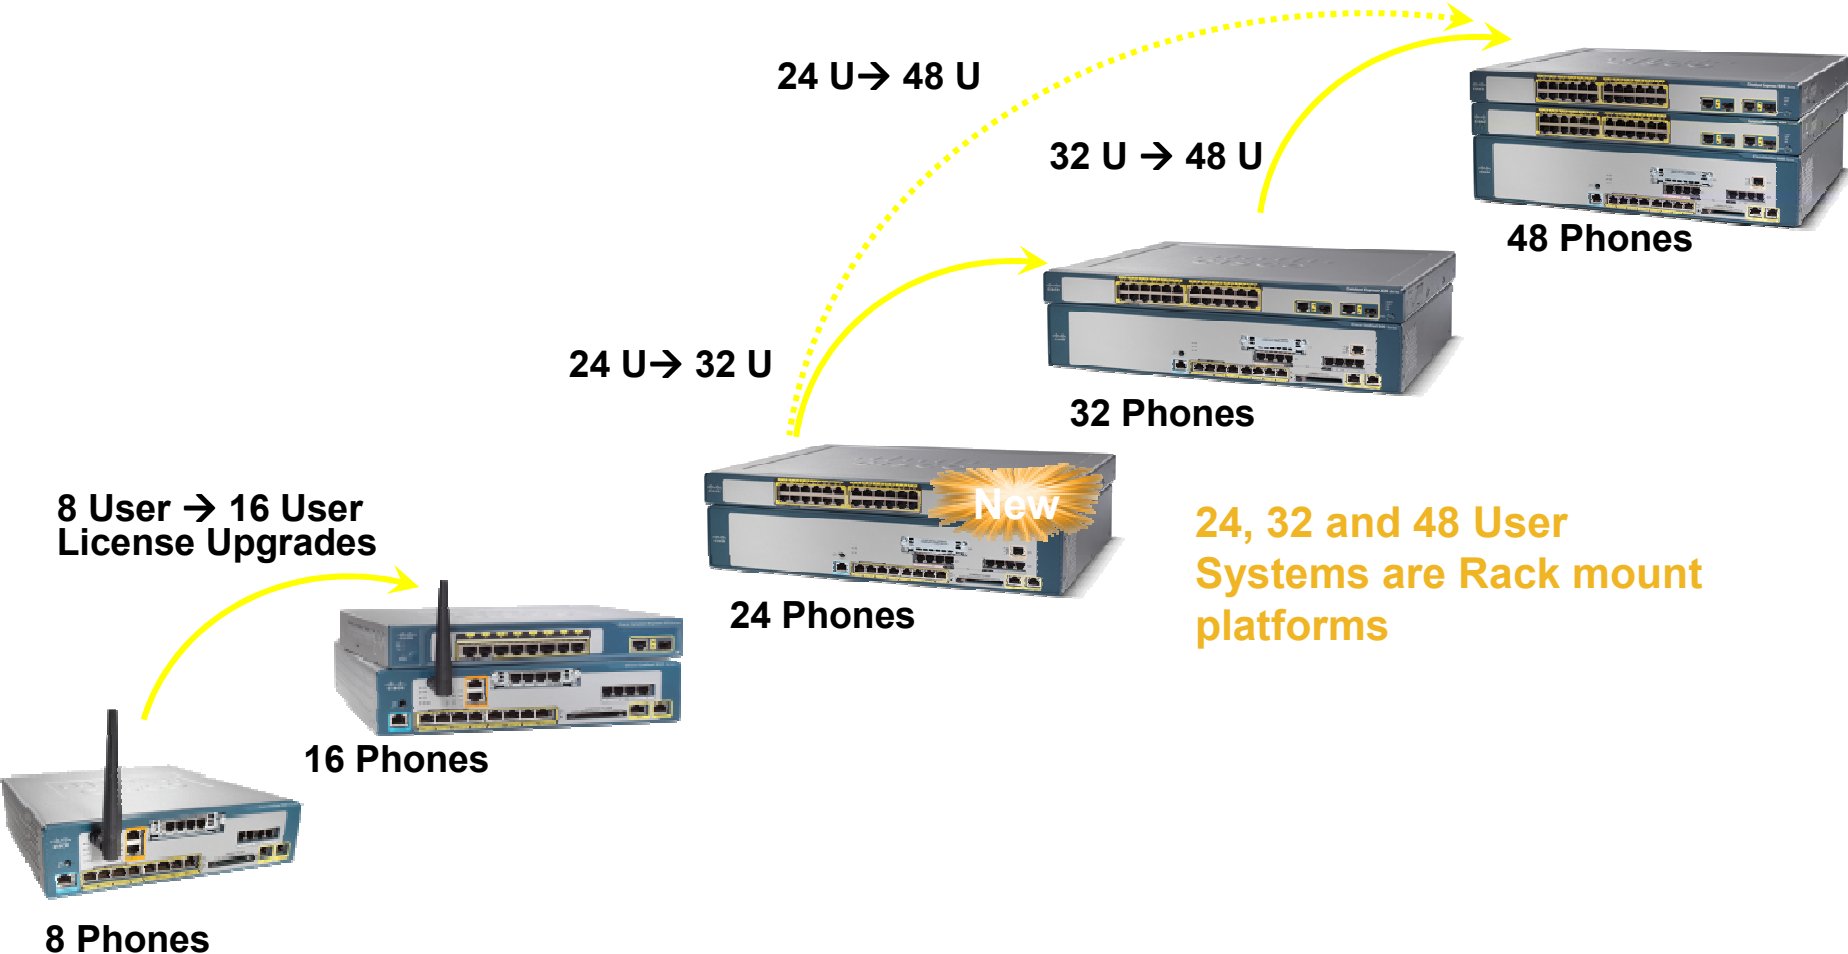 24 U→ 48 U
32 U → 48 U
48 Phones
24 U→ 32 U
32 Phones
8 User → 16 User
License Upgrades
New
24, 32 and 48 User
Systems are Rack mount
platforms
24 Phones
16 Phones
8 Phones